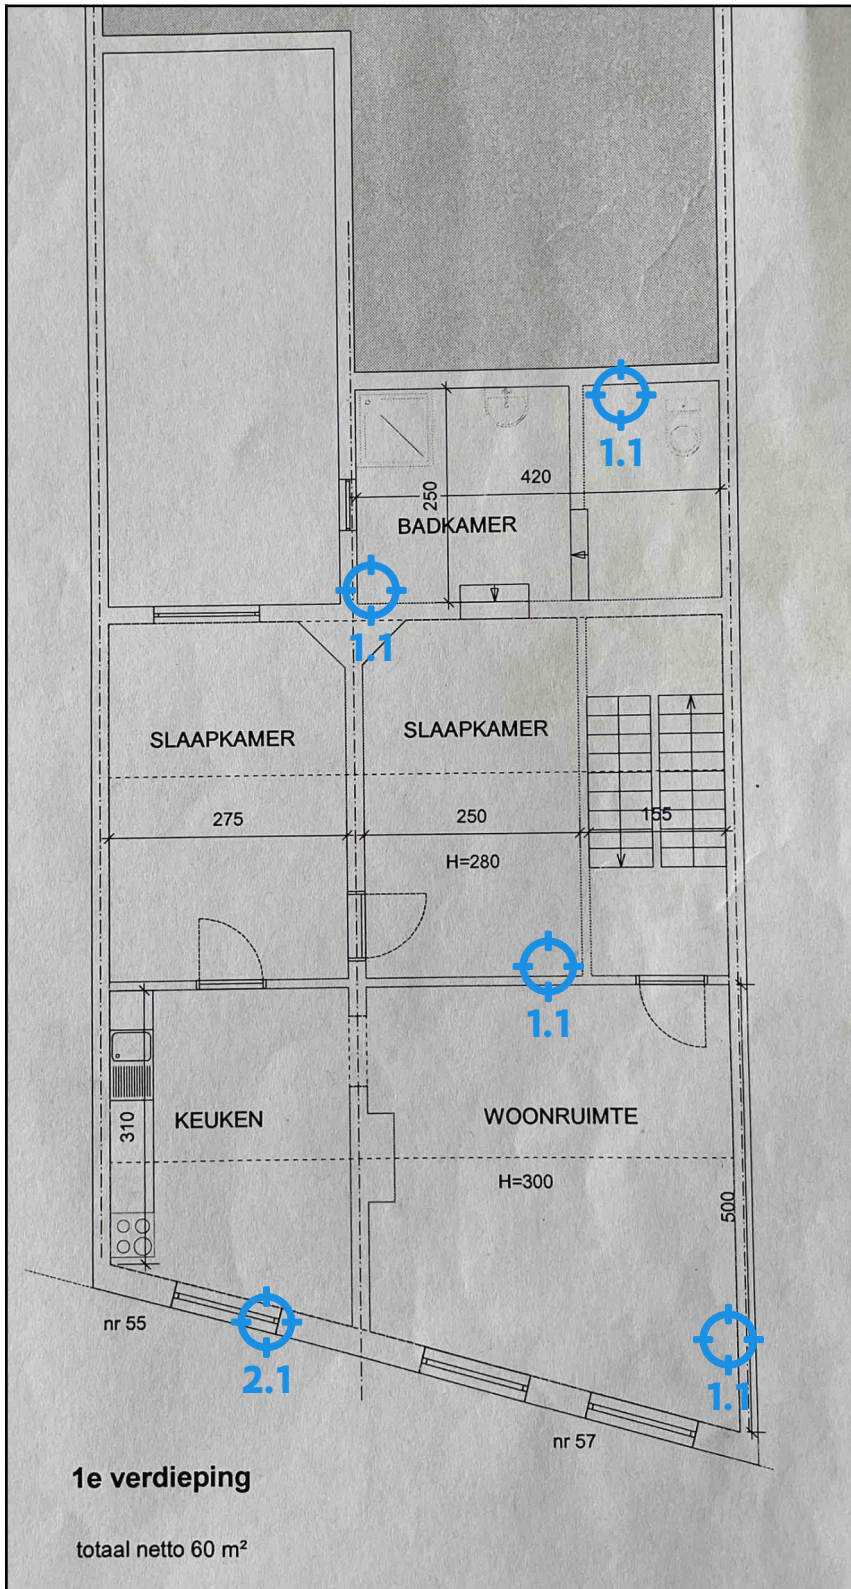 1.1
420
250
BADKAMER
1.1
SLAAPKAMER
SLAAPKAMER
275
250
155
H=280
1.1
310
KEUKEN
WOONRUIMTE
H=300
500
nr 55
2.1
1.1
nr 57
1e verdieping
totaal netto 60 m²